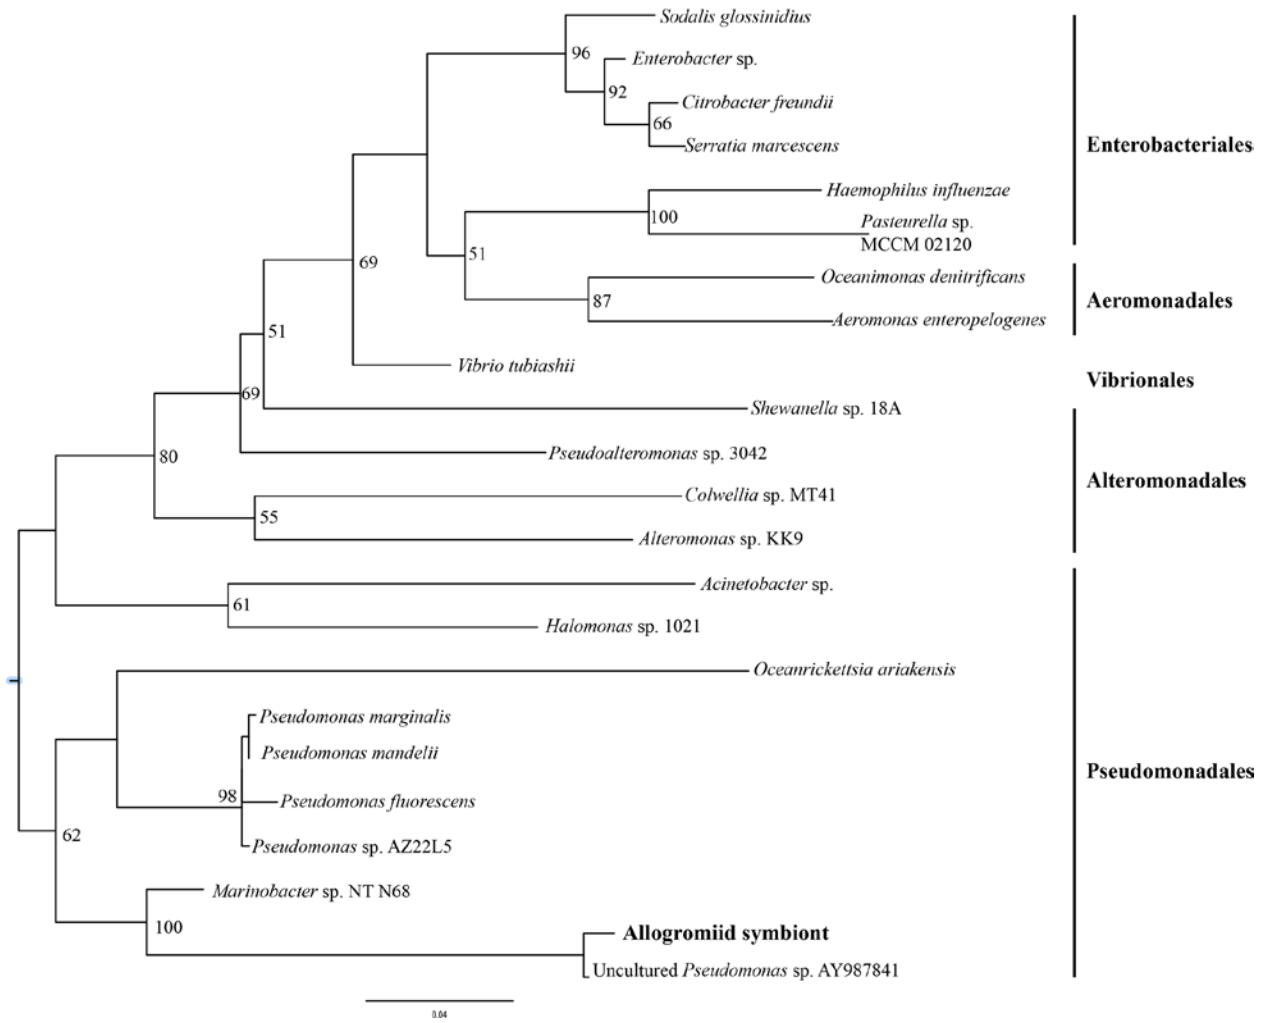 Sodalis glossinidius
96
Enterobacter sp.
92
Citrobacter freundii
66
Serratia marcescens
Enterobacteriales
Haemophilus influenzae
100
Pasteurella sp.
MCCM 02120
51
69
Oceanimonas denitrificans
87
Aeromonadales
Aeromonas enteropelogenes
51
Vibrio tubiashii
Vibrionales
69
Shewanella sp. 18A
80
Pseudoalteromonas sp. 3042
Alteromonadales
Colwellia sp. MT41
55
Alteromonas sp. KK9
Acinetobacter sp.
61
Halomonas sp. 1021
Oceanrickettsia ariakensis
Pseudomonas marginalis
Pseudomonas mandelii
Pseudomonadales
98
Pseudomonas fluorescens
62
Pseudomonas sp. AZ22L5
Marinobacter sp. NT N68
100
Allogromiid symbiont
Uncultured Pseudomonas sp. AY987841
0.04